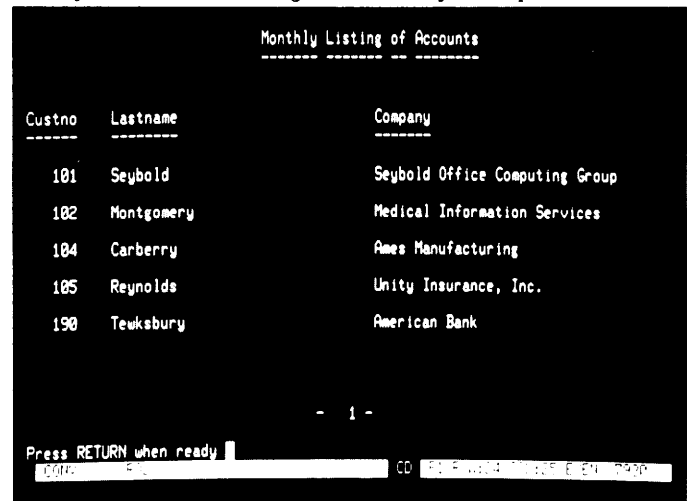 Monthly Listing of Accounts
Custno Lastname Company
101 Seybold Seybold Office Computing Group
102 Montgomery Medical Information Services
104 Carberry Ames Manufacturing
105 Reynolds Unity Insurance, Inc.
190 Tewksbury American Bank
- 1 -
Press RETURN when ready
CD